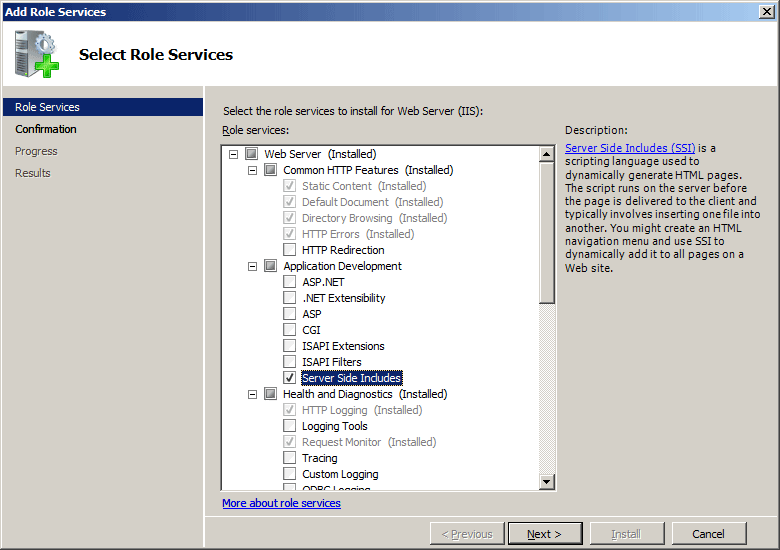 Add Role Services
Select Role Services
Role Services
Confirmation
Progress
Results
Select the role services to install for Web Server (IIS):
Role services:
Web Server (Installed)
Common HTTP Features (Installed)
Static Content (Installed)
Default Document (Installed)
Directory Browsing (Installed)
HTTP Errors (Installed)
HTTP Redirection
Application Development
ASP.NET
.NET Extensibility
ASP
CGI
ISAPI Extensions
ISAPI Filters
Server Side Includes
Health and Diagnostics (Installed)
HTTP Logging (Installed)
Logging Tools
Request Monitor (Installed)
Tracing
Custom Logging
ODBC Logging
More about role services
Description:
Server Side Includes (SSI) is a
scripting language used to
dynamically generate HTML pages.
The script runs on the server before
the page is delivered to the client and
typically involves inserting one file into
another. You might create an HTML
navigation menu and use SSI to
dynamically add it to all pages on a
Web site.
< Previous
Next >
Install
Cancel